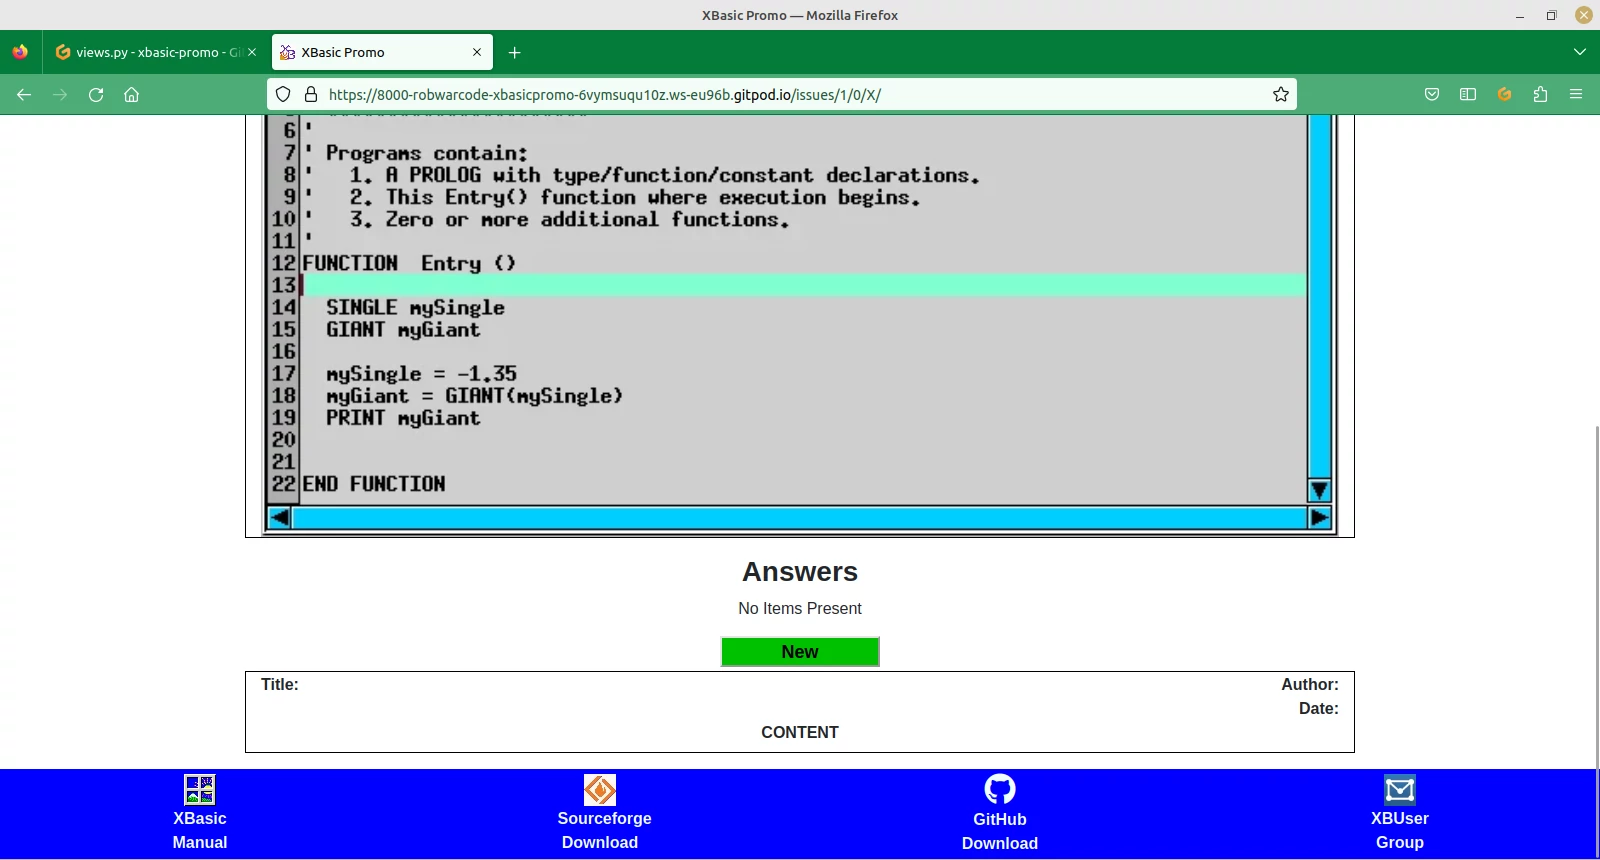 XBasic Promo — Mozilla Firefox
views.py - xbasic-promo - Gi
XBasic Promo
https://8000-robwarcode-xbasicpromo-6vymsuqu10z.ws-eu96b.gitpod.io/issues/1/0/X/
6 '
7 ' Programs contain:
8 ' 1. A PROLOG with type/function/constant declarations.
9 ' 2. This Entry() function where execution begins.
10 ' 3. Zero or more additional functions.
11 '
12 FUNCTION Entry ()
13
14 SINGLE mySingle
15 GIANT myGiant
16
17 mySingle = -1.35
18 myGiant = GIANT(mySingle)
19 PRINT myGiant
20
21
22 END FUNCTION
Answers
No Items Present
New
Title: Author:
Date:
CONTENT
XBasic Manual
Sourceforge Download
GitHub Download
XBUser Group